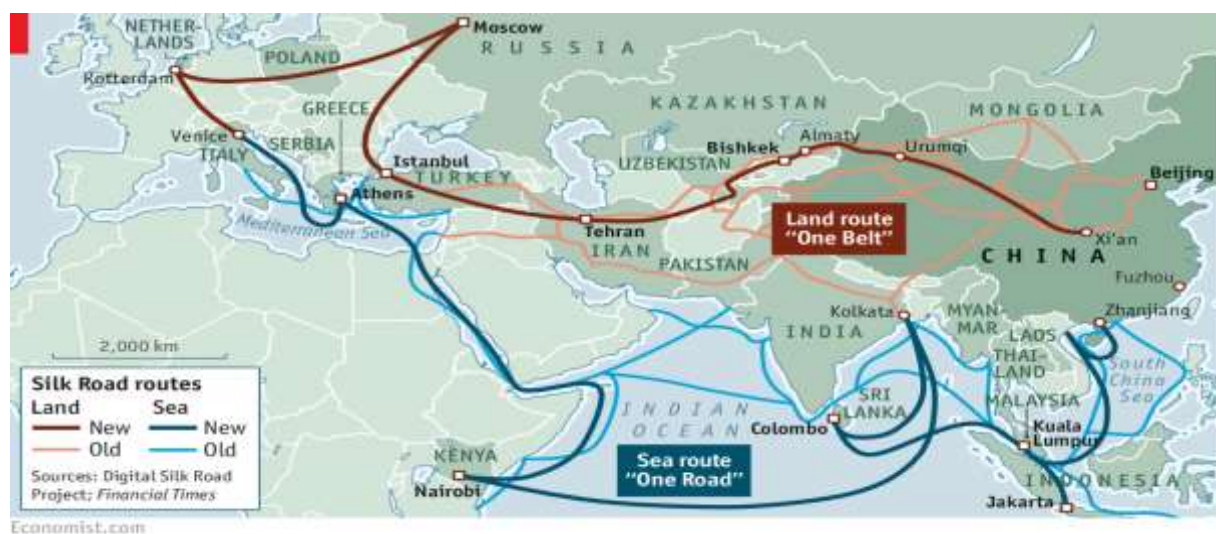 NETHER-
LANDS
Moscow
RUSSIA
POLAND
Rotterdam
GREECE
KAZAKHSTAN
MONGOLIA
Venice
ITALY
SERBIA
Bishkek
Almaty
Urumqi
Istanbul
TURKEY
UZBEKISTAN
Beijing
Athens
Mediterranean Sea
Tehran
IRAN
Land route
"One Belt"
Xi'an
CHINA
PAKISTAN
Fuzhou
Kolkata
MYAN-
MAR
Zhanjiang
INDIA
LAOS
2,000 km
THAI-
LAND
South
China
Sea
Silk Road routes
Land
Sea
New
New
Old
Old
Sources: Digital Silk Road
Project; Financial Times
SRI
LANKA
MALAYSIA
INDIAN
OCEAN
Colombo
Kuala
Lumpur
KENYA
Nairobi
Sea route
"One Road"
INDONESIA
Jakarta
Economist.com